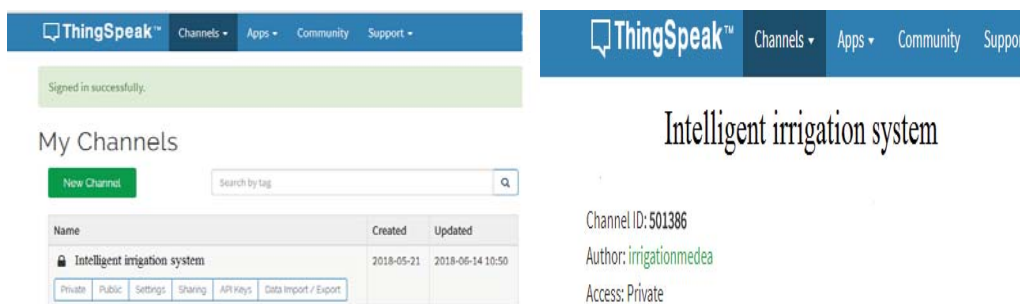 ThingSpeak™ Channels Apps Community Support
Signed in successfully.
My Channels
New Channel Search by tag
Name Created Updated
Intelligent irrigation system 2018-05-21 2018-06-14 10:50
Private Public Settings Sharing API Keys Data Import / Export
ThingSpeak™ Channels Apps Community Suppor
Intelligent irrigation system
Channel ID: 501386
Author: irrigationmedea
Access: Private